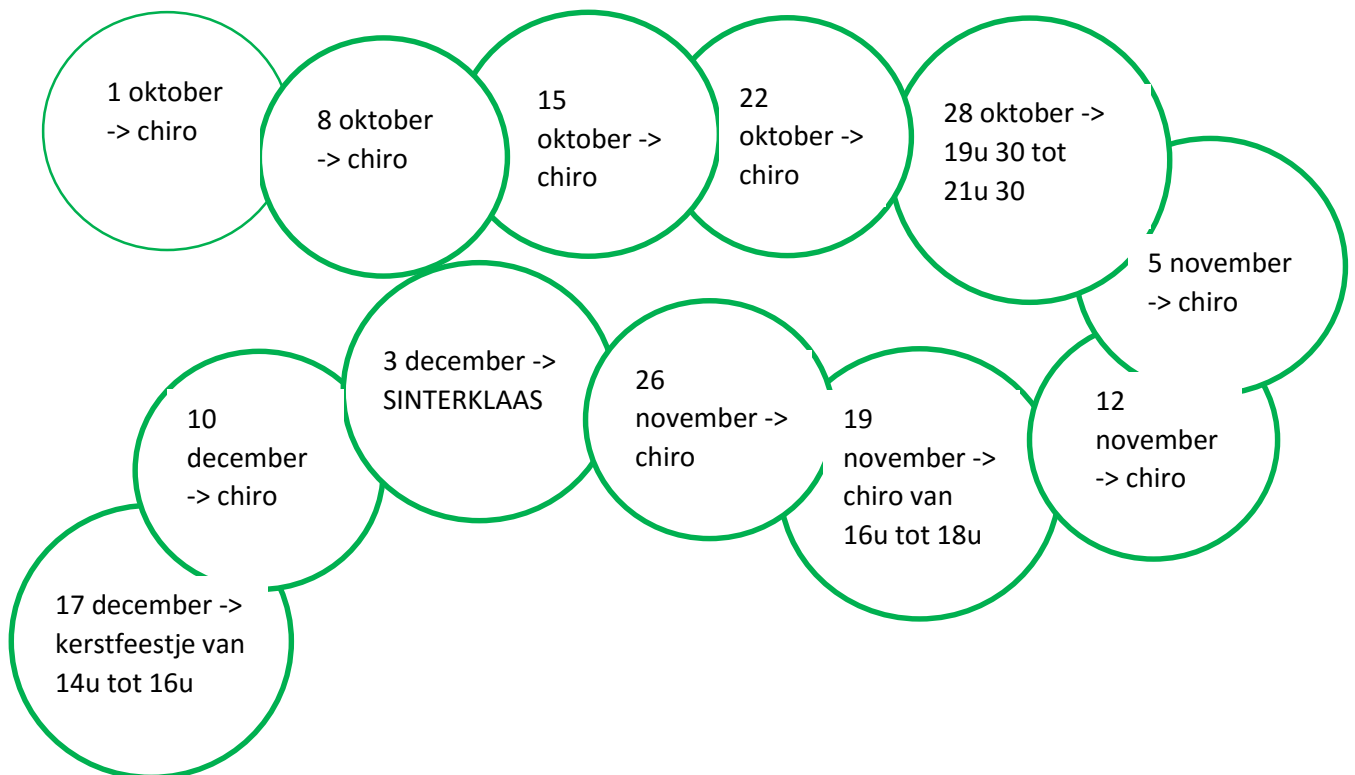 1 oktober
-> chiro
8 oktober
-> chiro
15
oktober ->
chiro
22
oktober ->
chiro
28 oktober ->
19u 30 tot
21u 30
5 november
-> chiro
12
november
-> chiro
19
november ->
chiro van
16u tot 18u
26
november ->
chiro
3 december ->
SINTERKLAAS
10
december
-> chiro
17 december ->
kerstfeestje van
14u tot 16u